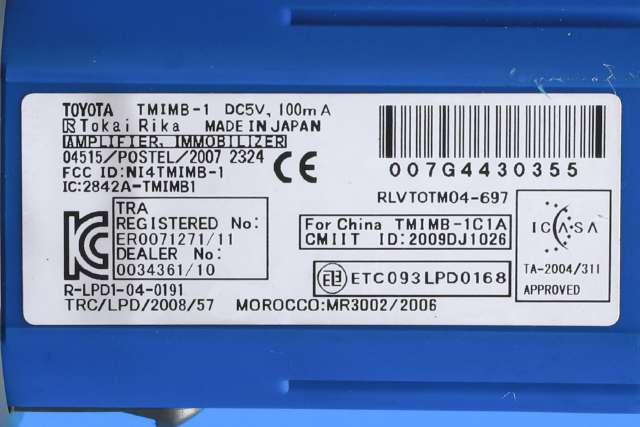 TOYOTA TMIMB-1 DC5V, 100mA
Tokai Rika MADE IN JAPAN
AMPLIFIER, IMMOBILIZER
04515/POSTEL/2007 2324
FCC ID:NI4TMIMB-1
IC:2842A-TMIMB1
CE
007G4430355
RLVTOTM04-697
TRA
REGISTERED No:
ER0071271/11
DEALER No:
0034361/10
For China TMIMB-1C1A
CMIIT ID:2009DJ1026
ETC093LPD0168
ICASA
TA-2004/311
APPROVED
R-LPD1-04-0191
TRC/LPD/2008/57 MOROCCO:MR3002/2006